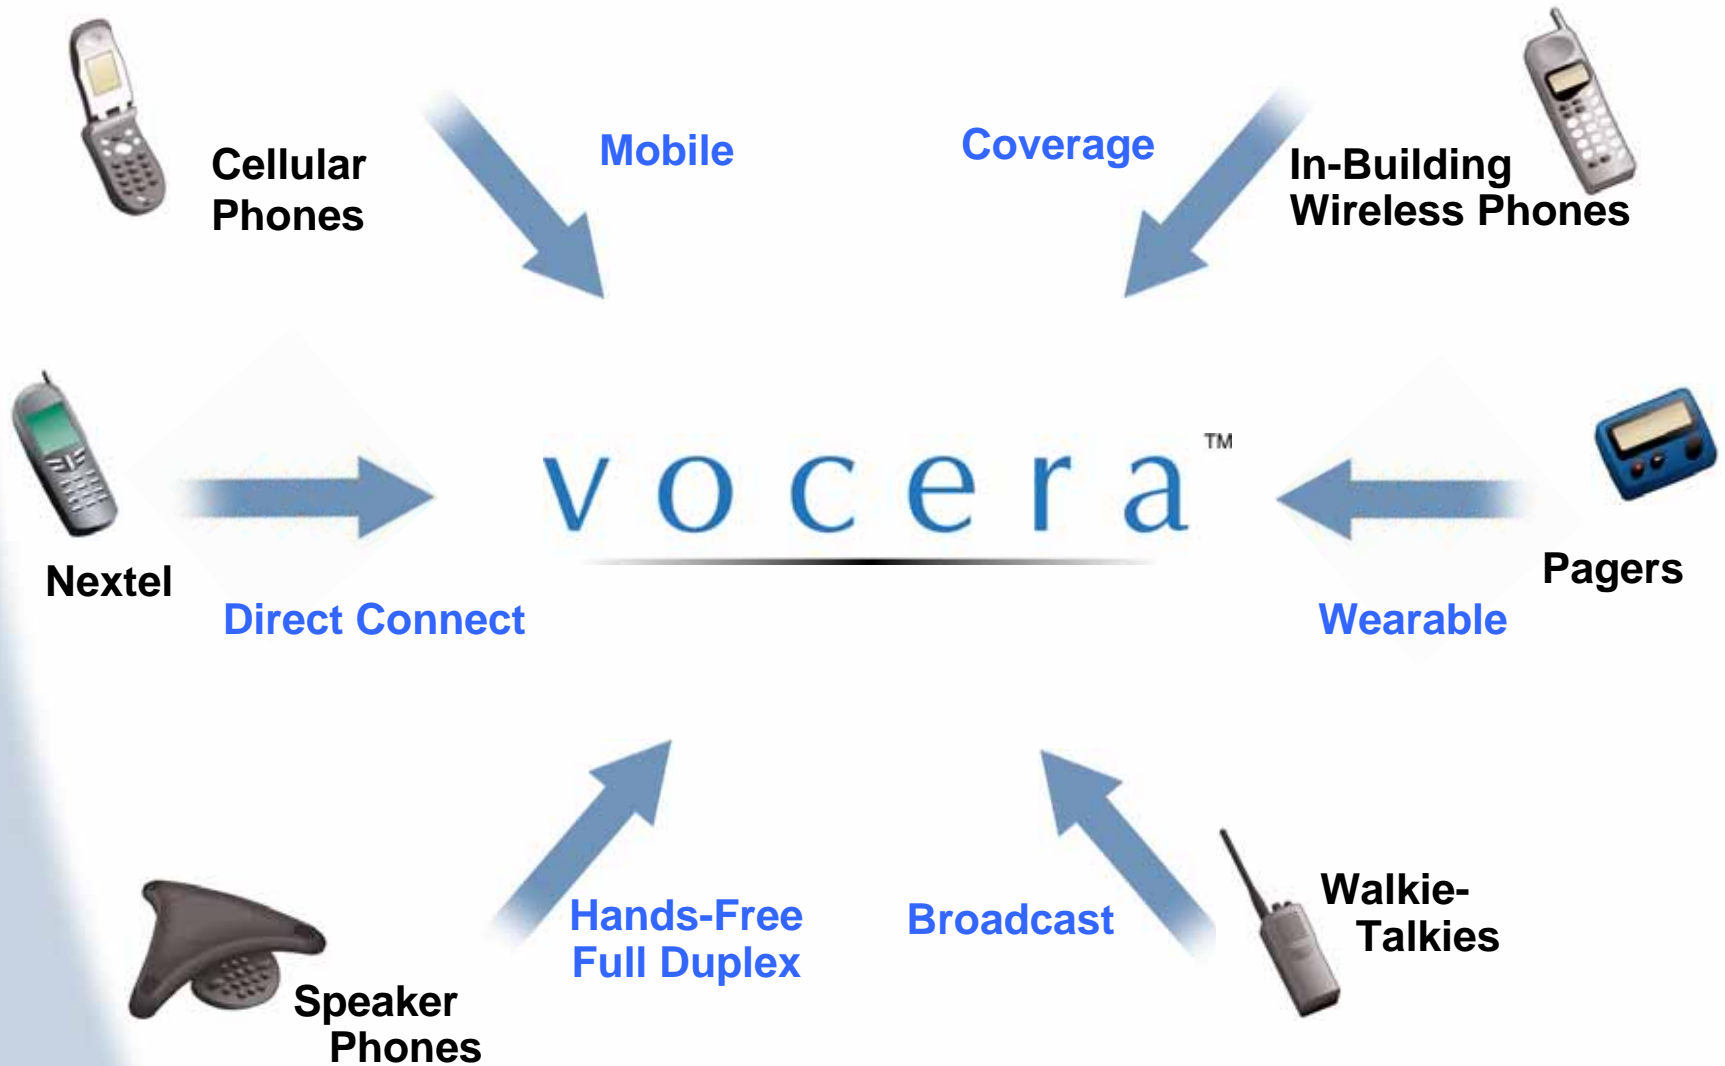 Cellular
Phones
Mobile
Coverage
In-Building
Wireless Phones
vocera™
Nextel
Direct Connect
Pagers
Wearable
Speaker
Phones
Hands-Free
Full Duplex
Broadcast
Walkie-
Talkies